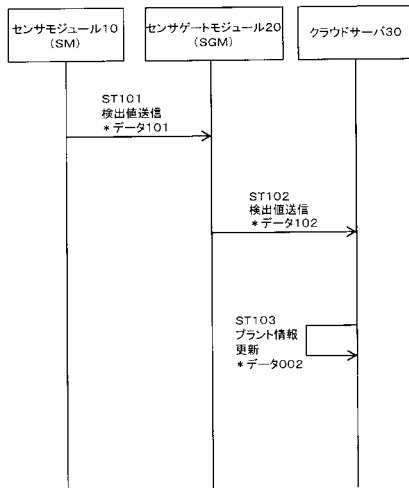 センサモジュール10
(SM)
センサゲートモジュール20
(SGM)
クラウドサーバ30
ST101
検出値送信
*データ101
ST102
検出値送信
*データ102
ST103
プラント情報
更新
*データ002